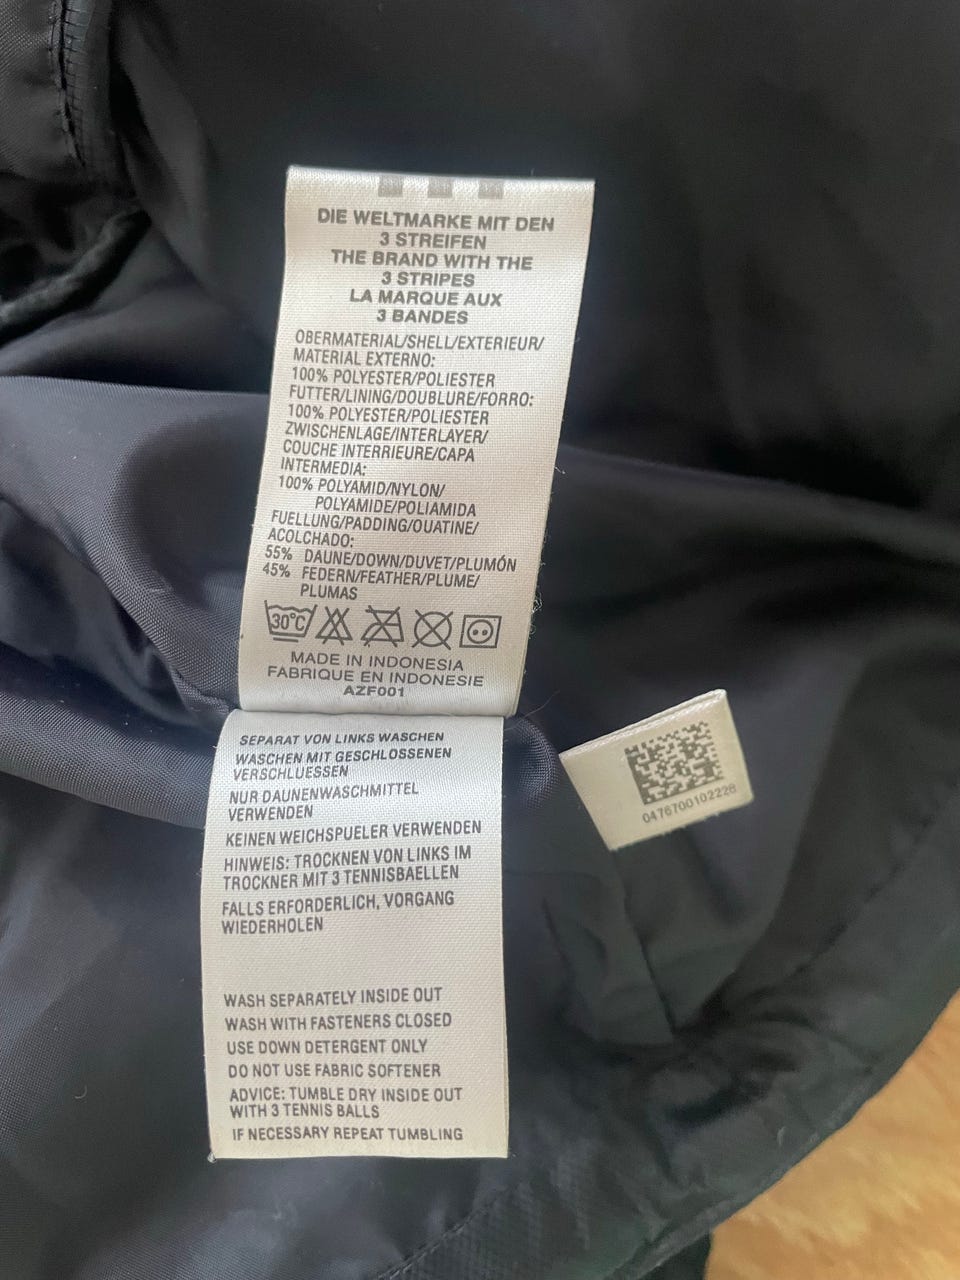 DIE WELTMARKE MIT DEN
3 STREIFEN
THE BRAND WITH THE
3 STRIPES
LA MARQUE AUX
3 BANDES
OBERMATERIAL/SHELL/EXTERIEUR/
MATERIAL EXTERNO:
100% POLYESTER/POLIESTER
FUTTER/LINING/DOUBLURE/FORRO:
100% POLYESTER/POLIESTER
ZWISCHENLAGE/INTERLAYER/
COUCHE INTERRIEURE/CAPA
INTERMEDIA:
100% POLYAMID/NYLON/
POLYAMIDE/POLIAMIDA
FUELLUNG/PADDING/OUATINE/
ACOLCHADO:
55% DAUNE/DOWN/DUVET/PLUMÓN
45% FEDERN/FEATHER/PLUME/
PLUMAS
30°C
MADE IN INDONESIA
FABRIQUE EN INDONESIE
AZF001
SEPARAT VON LINKS WASCHEN
WASCHEN MIT GESCHLOSSENEN
VERSCHLUESSEN
NUR DAUNENWASCHMITTEL
VERWENDEN
KEINEN WEICHSPUELER VERWENDEN
HINWEIS: TROCKNEN VON LINKS IM
TROCKNER MIT 3 TENNISBAELLEN
FALLS ERFORDERLICH, VORGANG
WIEDERHOLEN
WASH SEPARATELY INSIDE OUT
WASH WITH FASTENERS CLOSED
USE DOWN DETERGENT ONLY
DO NOT USE FABRIC SOFTENER
ADVICE: TUMBLE DRY INSIDE OUT
WITH 3 TENNIS BALLS
IF NECESSARY REPEAT TUMBLING
0476700102228